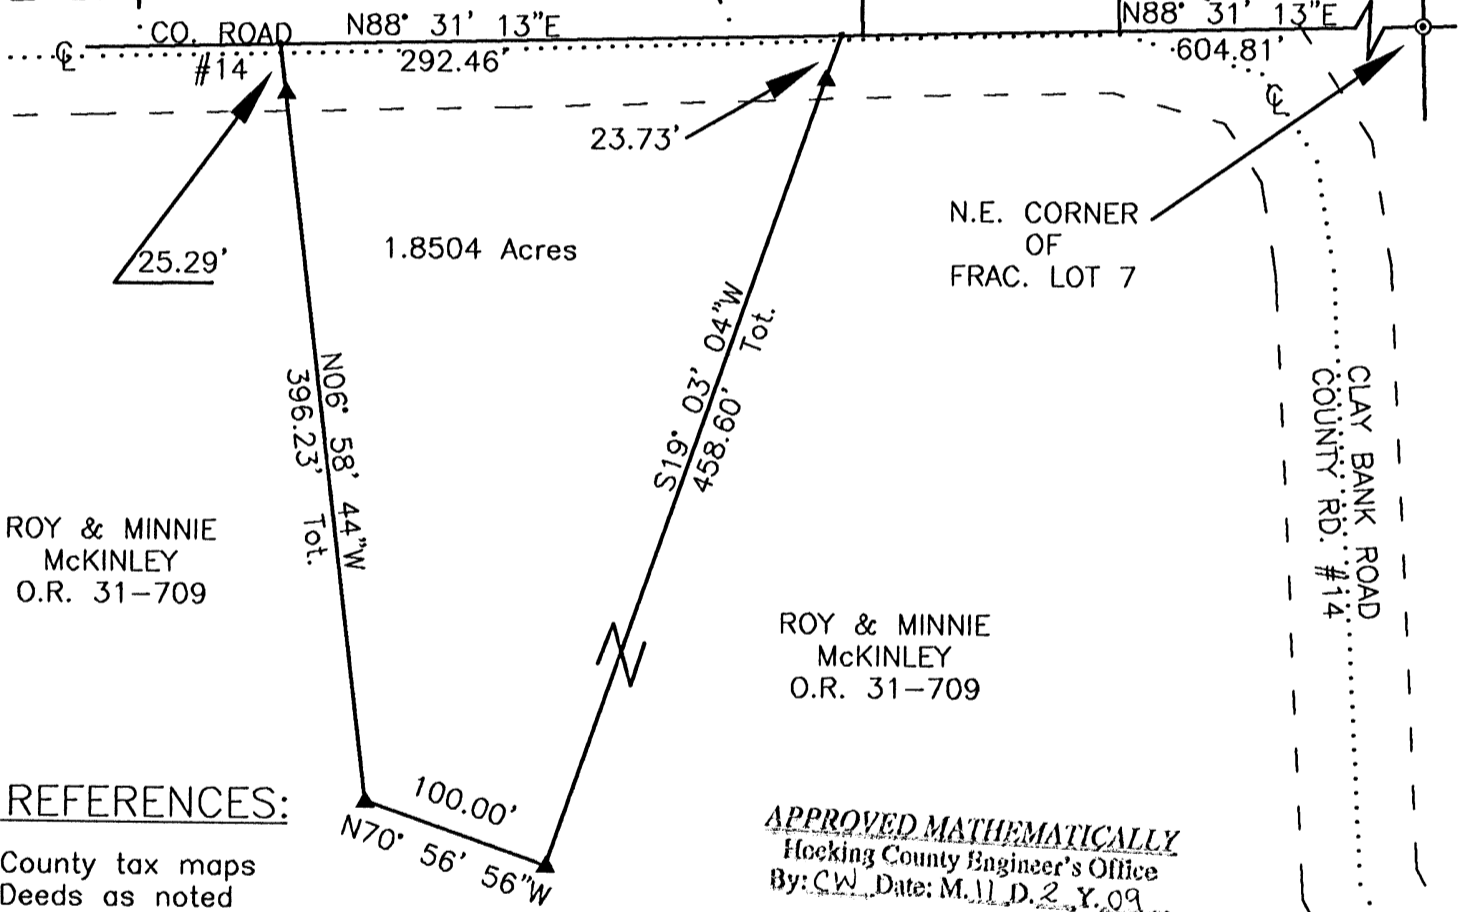 CO. ROAD
#14
N88° 31' 13"E
292.46'
N88° 31' 13"E
604.81'
℄
℄
23.73'
25.29'
1.8504 Acres
N.E. CORNER
OF
FRAC. LOT 7
N06° 58' 44"W
396.23' Tot.
S19° 03' 04"W
458.60' Tot.
CLAY BANK ROAD
COUNTY RD. #14
ROY & MINNIE
McKINLEY
O.R. 31-709
ROY & MINNIE
McKINLEY
O.R. 31-709
100.00'
N70° 56' 56"W
REFERENCES:
County tax maps
Deeds as noted
APPROVED MATHEMATICALLY
Hocking County Engineer's Office
By: CW Date: M. 11 D. 2 Y. 09